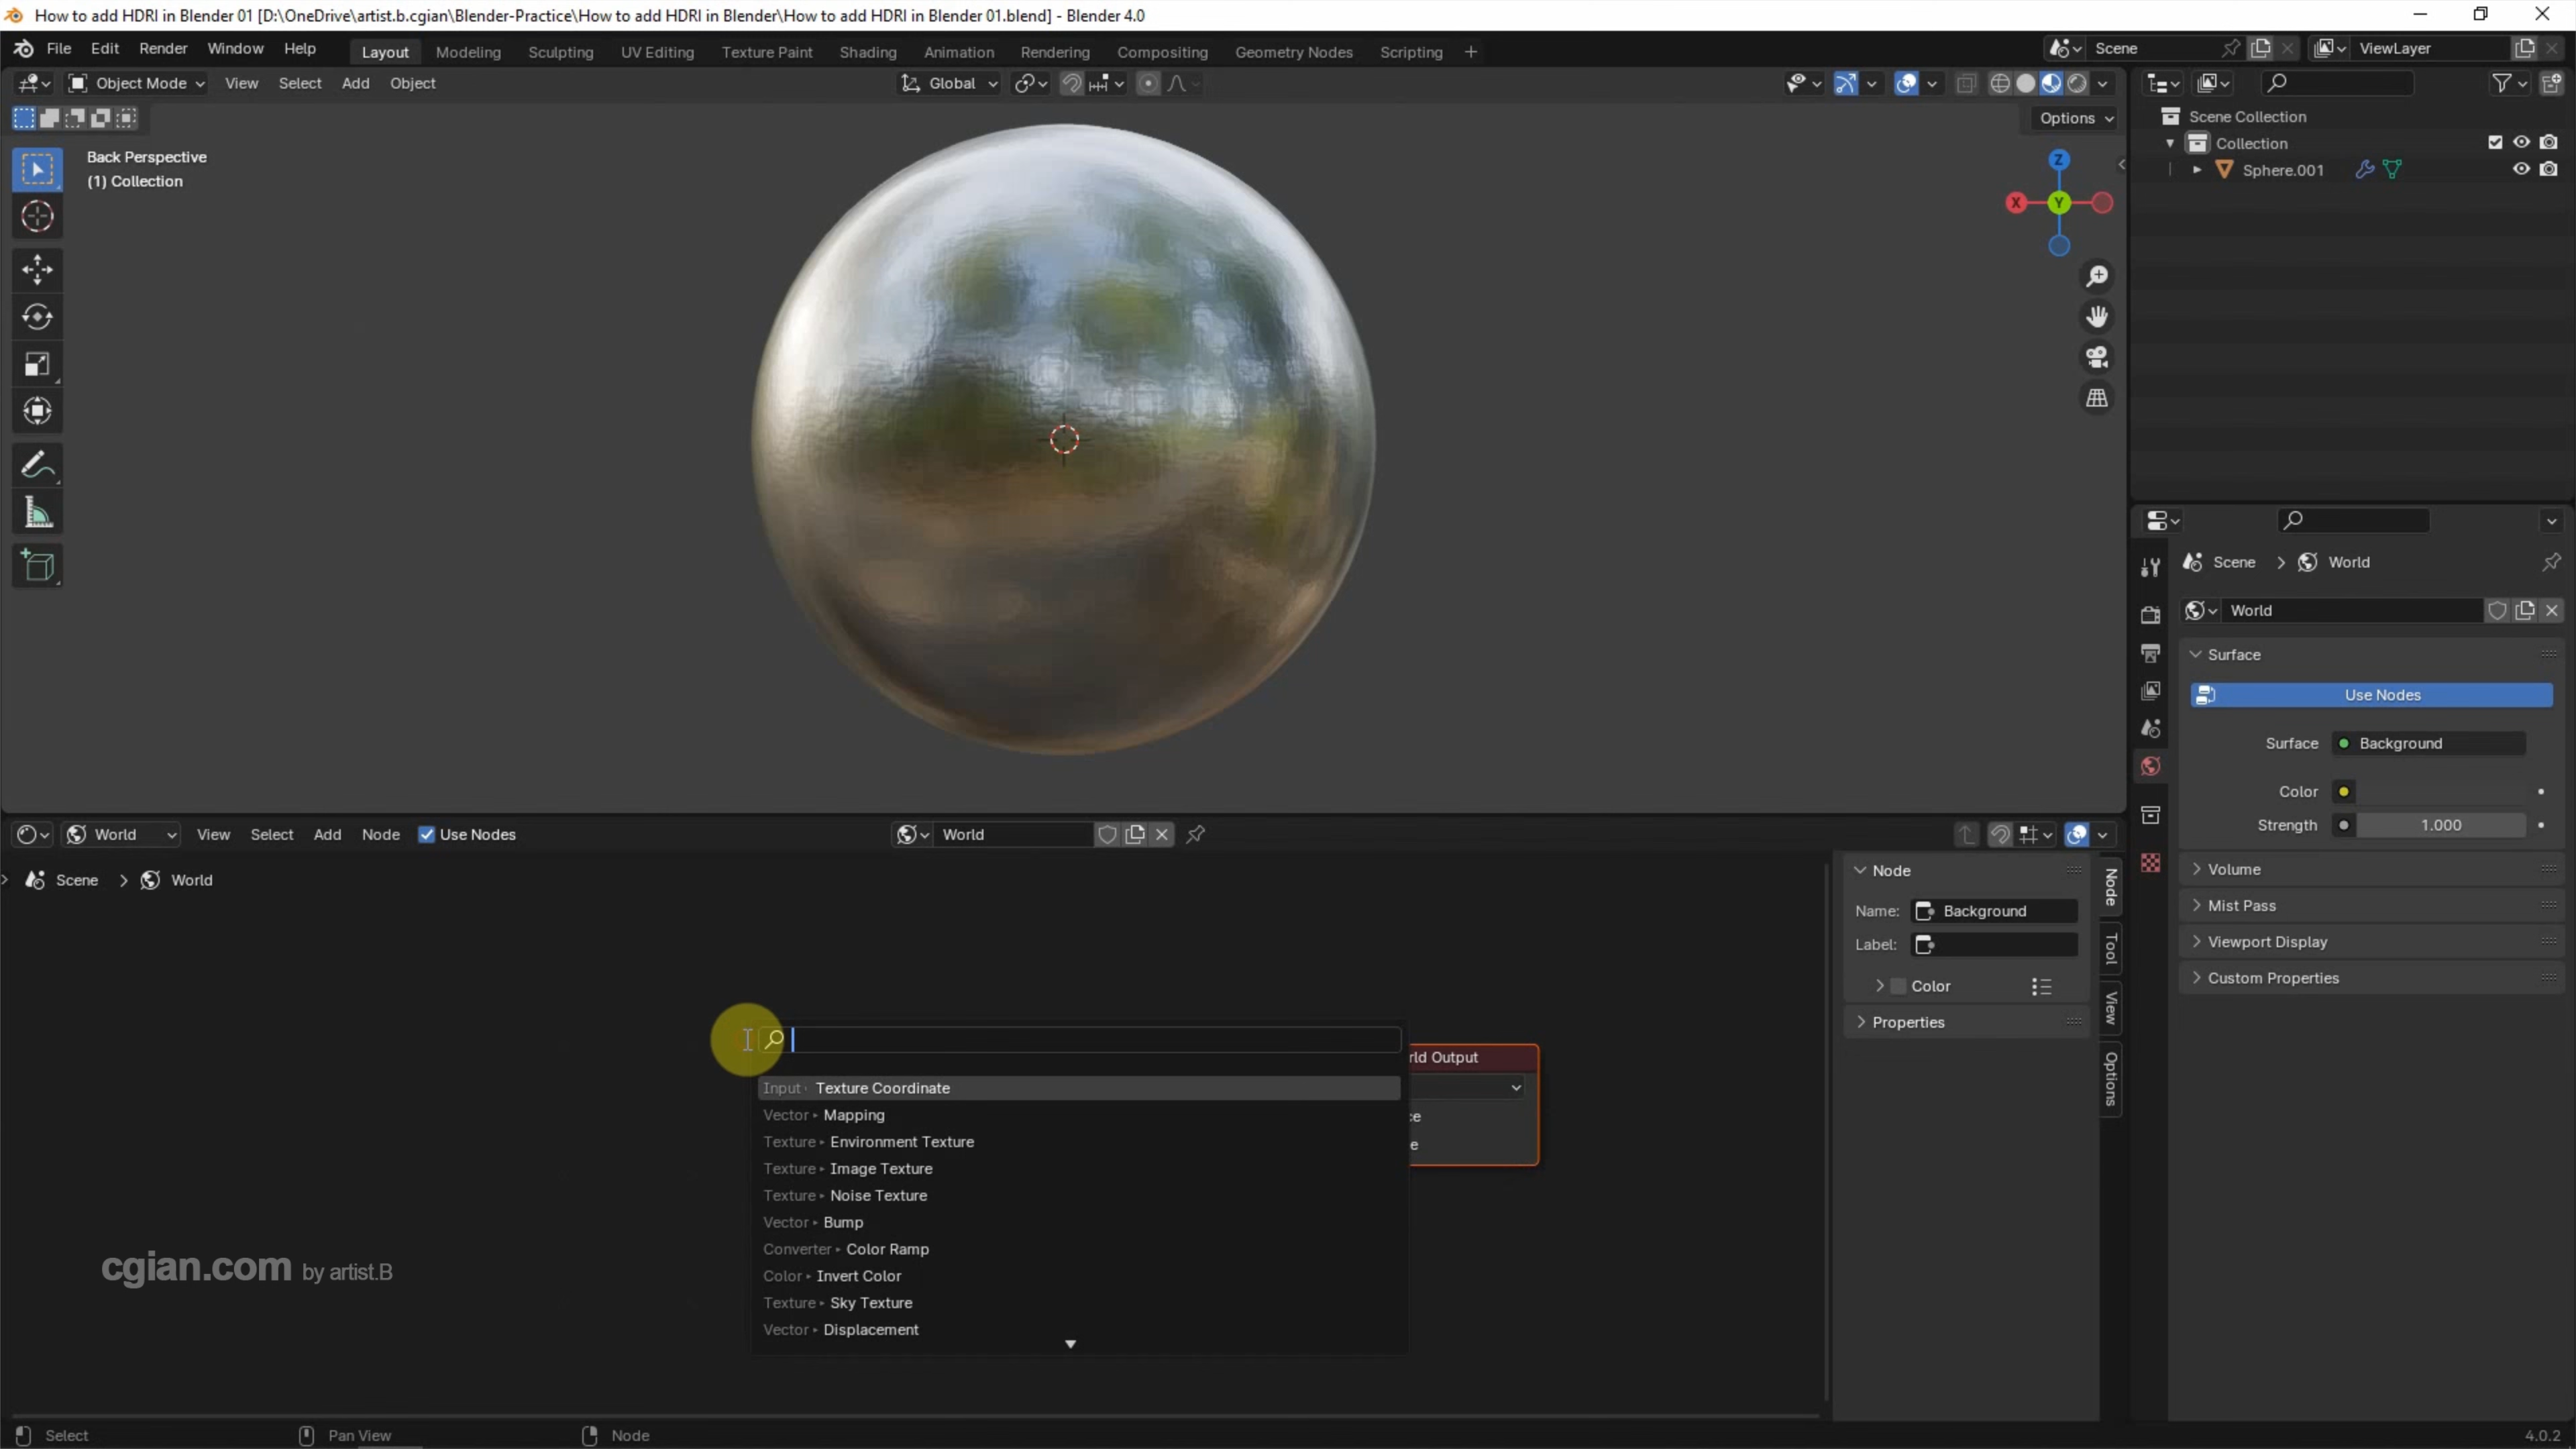 How to add HDRI in Blender 01 [D:\OneDrive\artist.b.cgian\Blender-Practice\How to add HDRI in Blender\How to add HDRI in Blender 01.blend] - Blender 4.0
File Edit Render Window Help Layout Modeling Sculpting UV Editing Texture Paint Shading Animation Rendering Compositing Geometry Nodes Scripting + Scene ViewLayer
Object Mode View Select Add Object Global
Options
Back Perspective
(1) Collection
Z
X Y
Scene Collection
Collection
Sphere.001
Scene > World
World
Surface
Use Nodes
Surface Background
Color
Strength 1.000
Volume
Mist Pass
Viewport Display
Custom Properties
World View Select Add Node Use Nodes World
Scene > World
Node
Name: Background
Label:
Color
Properties
Node
Tool
View
Options
rld Output
ce
e
Input Texture Coordinate
Vector Mapping
Texture Environment Texture
Texture Image Texture
Texture Noise Texture
Vector Bump
Converter Color Ramp
Color Invert Color
Texture Sky Texture
Vector Displacement
cgian.com by artist.B
Select Pan View Node 4.0.2